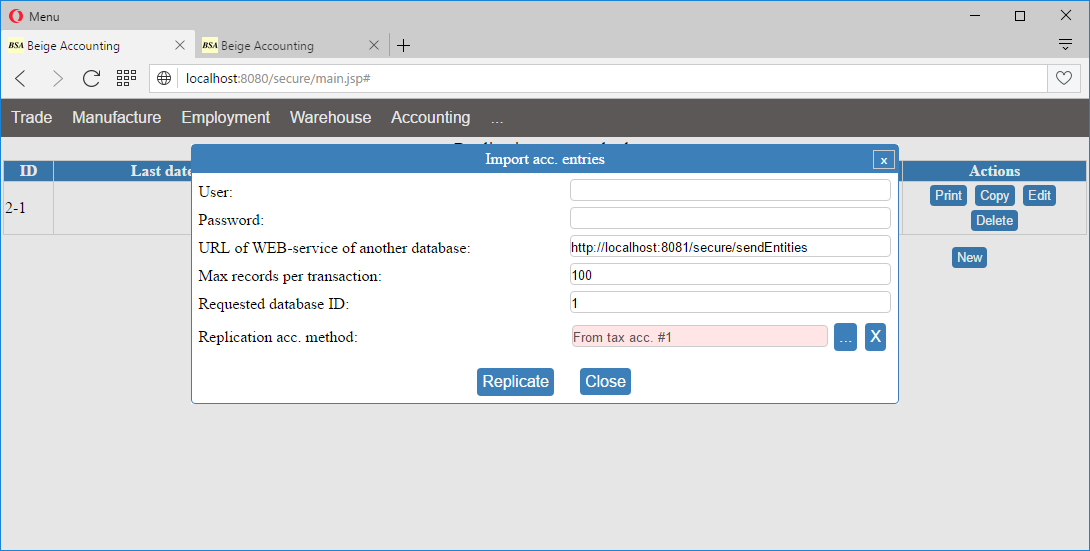 Menu
BSA Beige Accounting
BSA Beige Accounting
localhost:8080/secure/main.jsp#
Trade Manufacture Employment Warehouse Accounting ...
Import acc. entries x
ID Last date Actions
User:
Password:
URL of WEB-service of another database: http://localhost:8081/secure/sendEntities
Max records per transaction: 100
Requested database ID: 1
Replication acc. method: From tax acc. #1 ... X
Replicate Close
2-1
Print Copy Edit
Delete
New